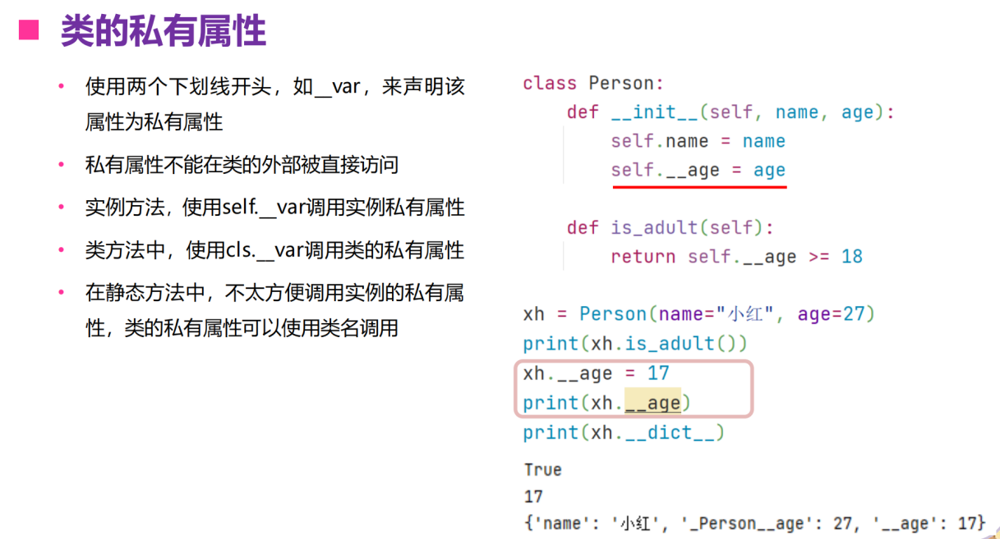 类的私有属性
• 使用两个下划线开头，如__var，来声明该
属性为私有属性
• 私有属性不能在类的外部被直接访问
• 实例方法，使用self.__var调用实例私有属性
• 类方法中，使用cls.__var调用类的私有属性
• 在静态方法中，不太方便调用实例的私有属
性，类的私有属性可以使用类名调用
class Person:
    def __init__(self, name, age):
        self.name = name
        self.__age = age
    def is_adult(self):
        return self.__age >= 18
xh = Person(name="小红", age=27)
print(xh.is_adult())
xh.__age = 17
print(xh.__age)
print(xh.__dict__)
True
17
{'name': '小红', '_Person__age': 27, '__age': 17}